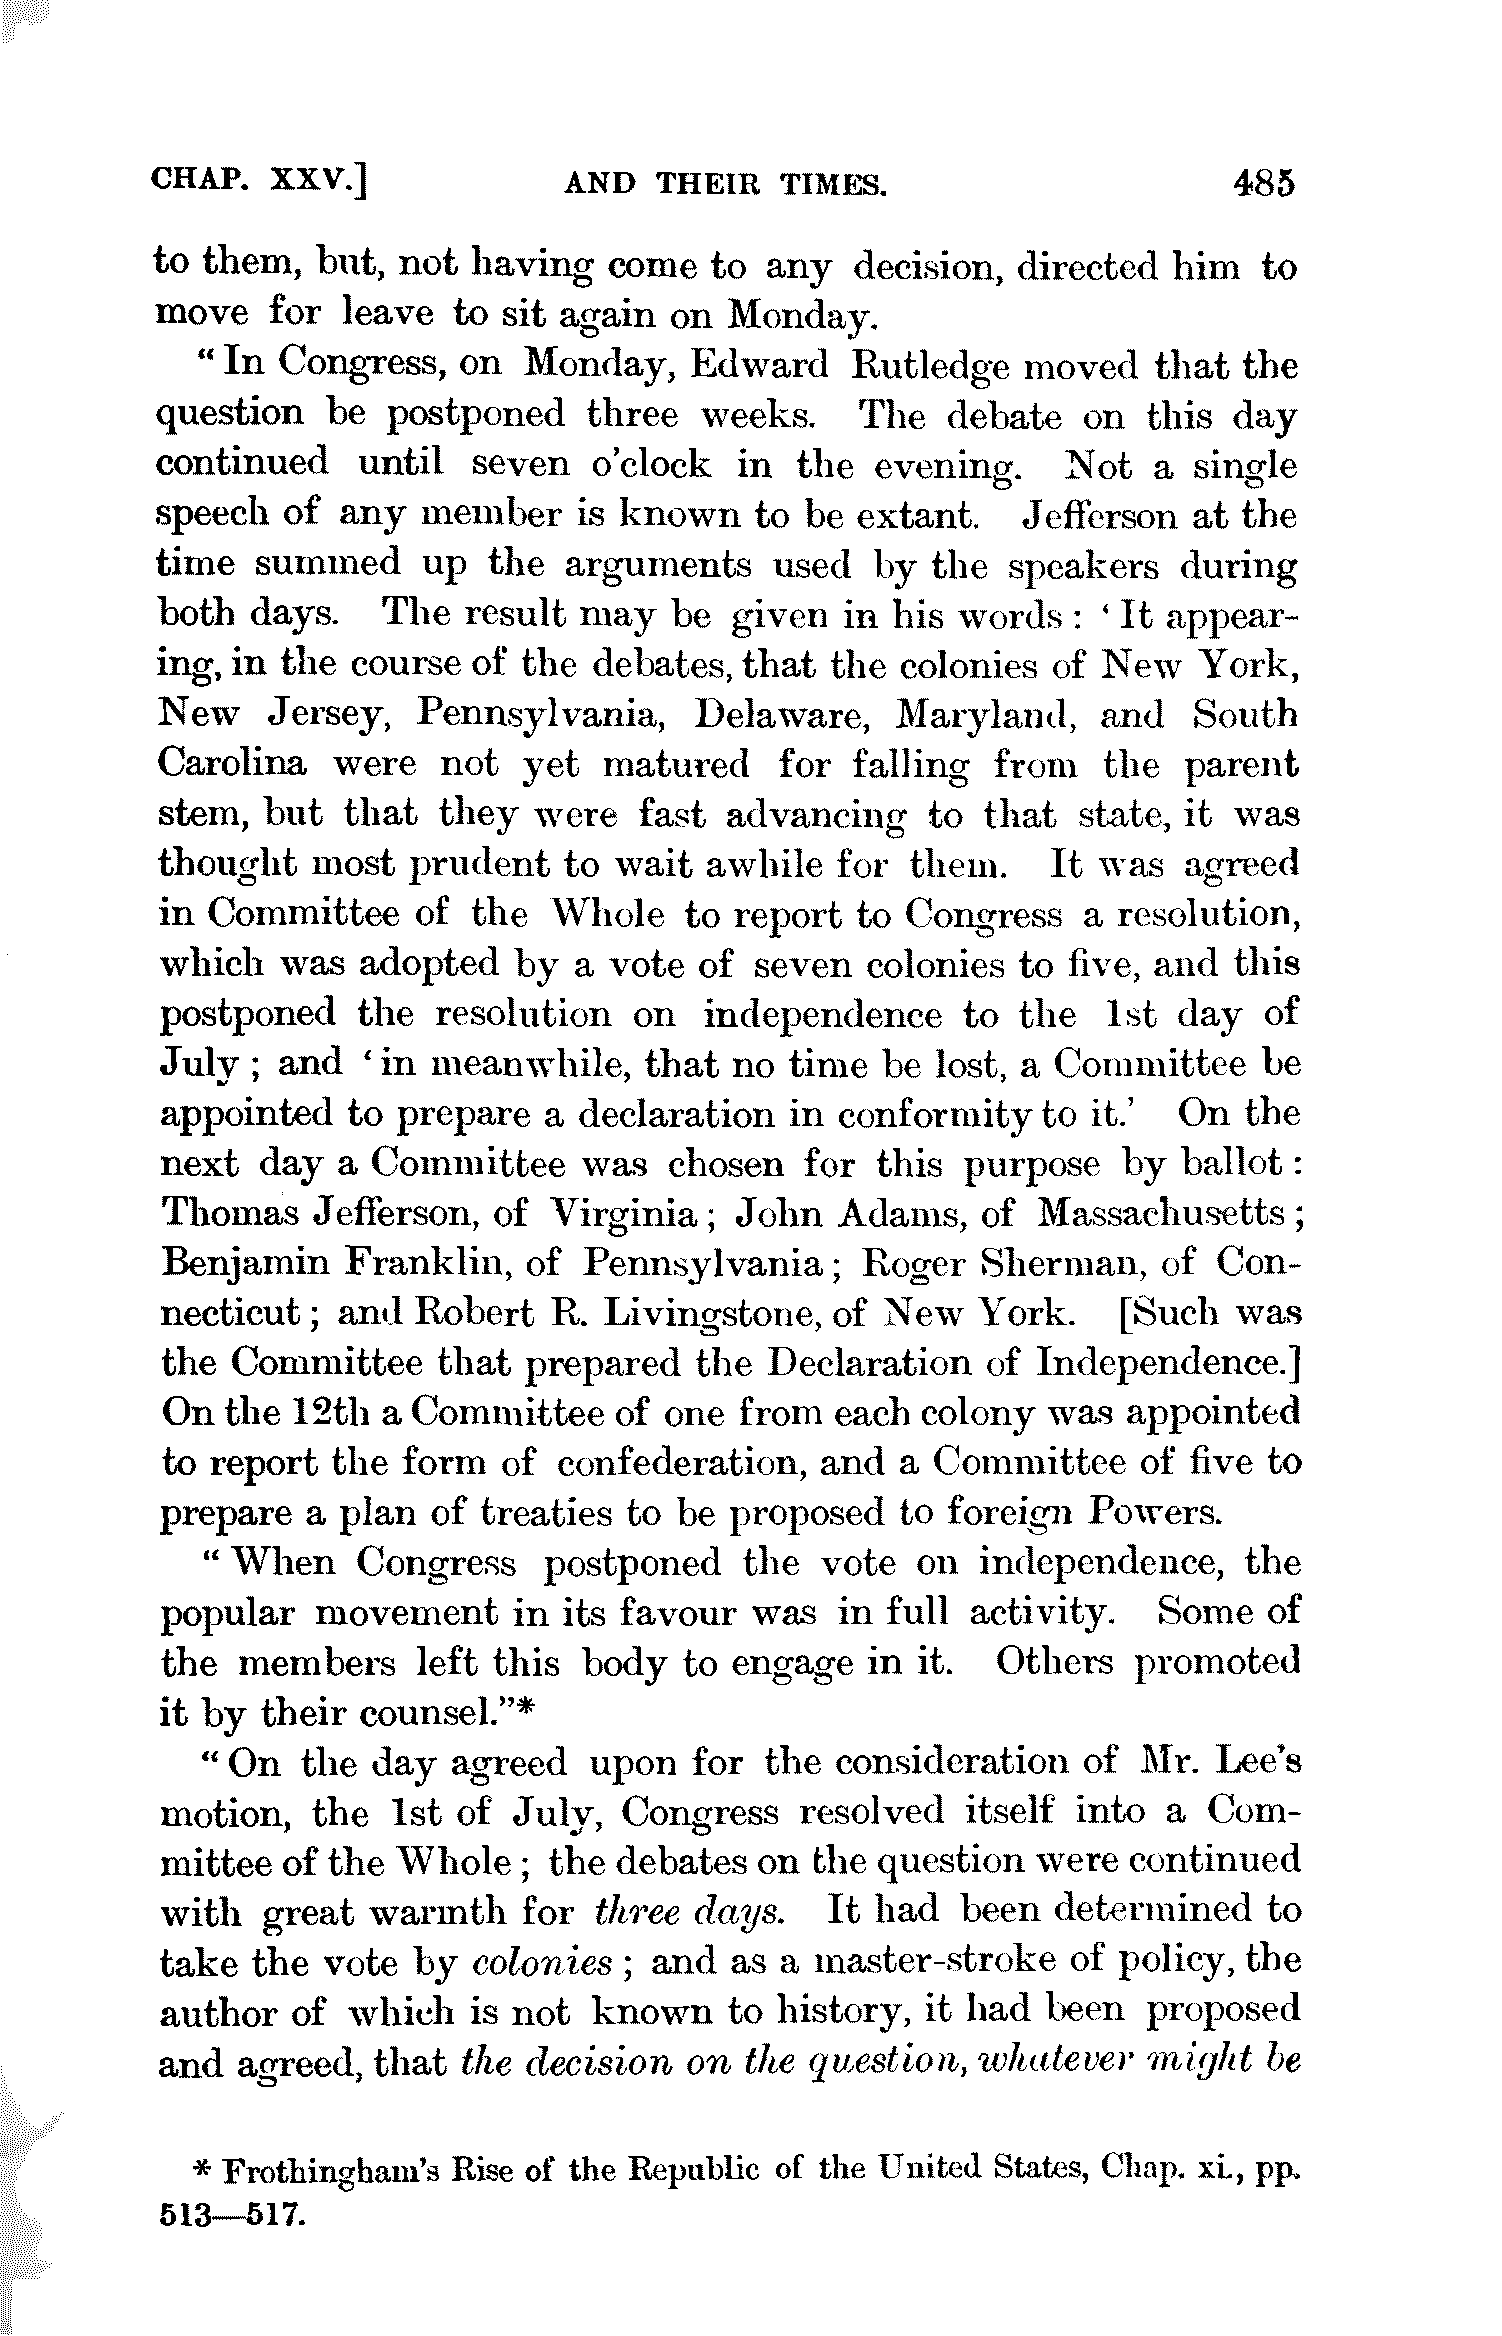 CHAP. XXV.] AND THEIR TIMES. 485
to them, but, not having come to any decision, directed him to
move for leave to sit again on Monday.
“In Congress, on Monday, Edward Rutledge moved that the
question be postponed three weeks. The debate on this day
continued until seven o’clock in the evening. Not a single
speech of any member is known to be extant. Jefferson at the
time summed up the arguments used by the speakers during
both days. The result may be given in his words: ‘It appear-
ing, in the course of the debates, that the colonies of New York,
New Jersey, Pennsylvania, Delaware, Maryland, and South
Carolina were not yet matured for falling from the parent
stem, but that they were fast advancing to that state, it was
thought most prudent to wait awhile for them. It was agreed
in Committee of the Whole to report to Congress a resolution,
which was adopted by a vote of seven colonies to five, and this
postponed the resolution on independence to the 1st day of
July; and ‘in meanwhile, that no time be lost, a Committee be
appointed to prepare a declaration in conformity to it.’ On the
next day a Committee was chosen for this purpose by ballot:
Thomas Jefferson, of Virginia; John Adams, of Massachusetts;
Benjamin Franklin, of Pennsylvania; Roger Sherman, of Con-
necticut; and Robert R. Livingstone, of New York. [Such was
the Committee that prepared the Declaration of Independence.]
On the 12th a Committee of one from each colony was appointed
to report the form of confederation, and a Committee of five to
prepare a plan of treaties to be proposed to foreign Powers.
“When Congress postponed the vote on independence, the
popular movement in its favour was in full activity. Some of
the members left this body to engage in it. Others promoted
it by their counsel.”*
“On the day agreed upon for the consideration of Mr. Lee’s
motion, the 1st of July, Congress resolved itself into a Com-
mittee of the Whole; the debates on the question were continued
with great warmth for three days. It had been determined to
take the vote by colonies; and as a master-stroke of policy, the
author of which is not known to history, it had been proposed
and agreed, that the decision on the question, whatever might be
* Frothingham’s Rise of the Republic of the United States, Chap. xi., pp.
513—517.